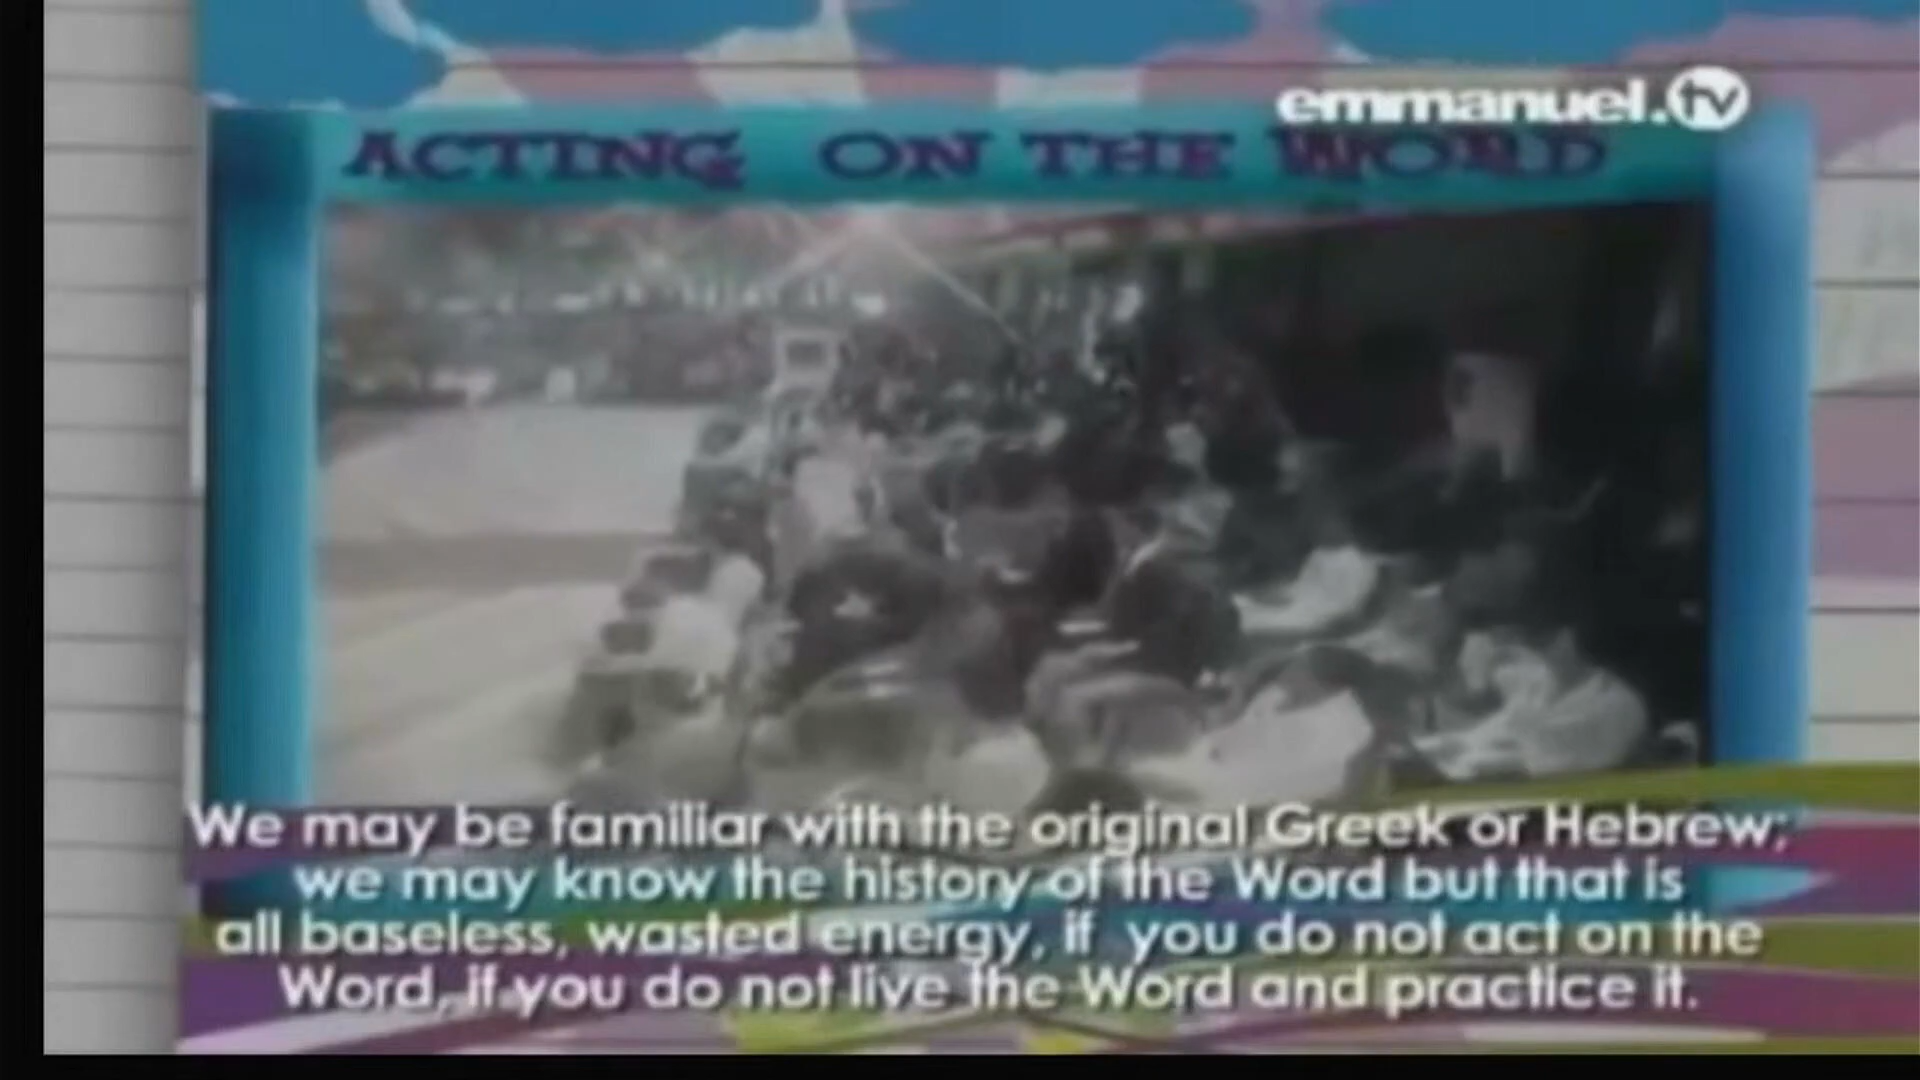 emmanuel.tv
ACTING ON THE WORD
We may be familiar with the original Greek or Hebrew;
we may know the history of the Word but that is
all baseless, wasted energy, if you do not act on the
Word, if you do not live the Word and practice it.